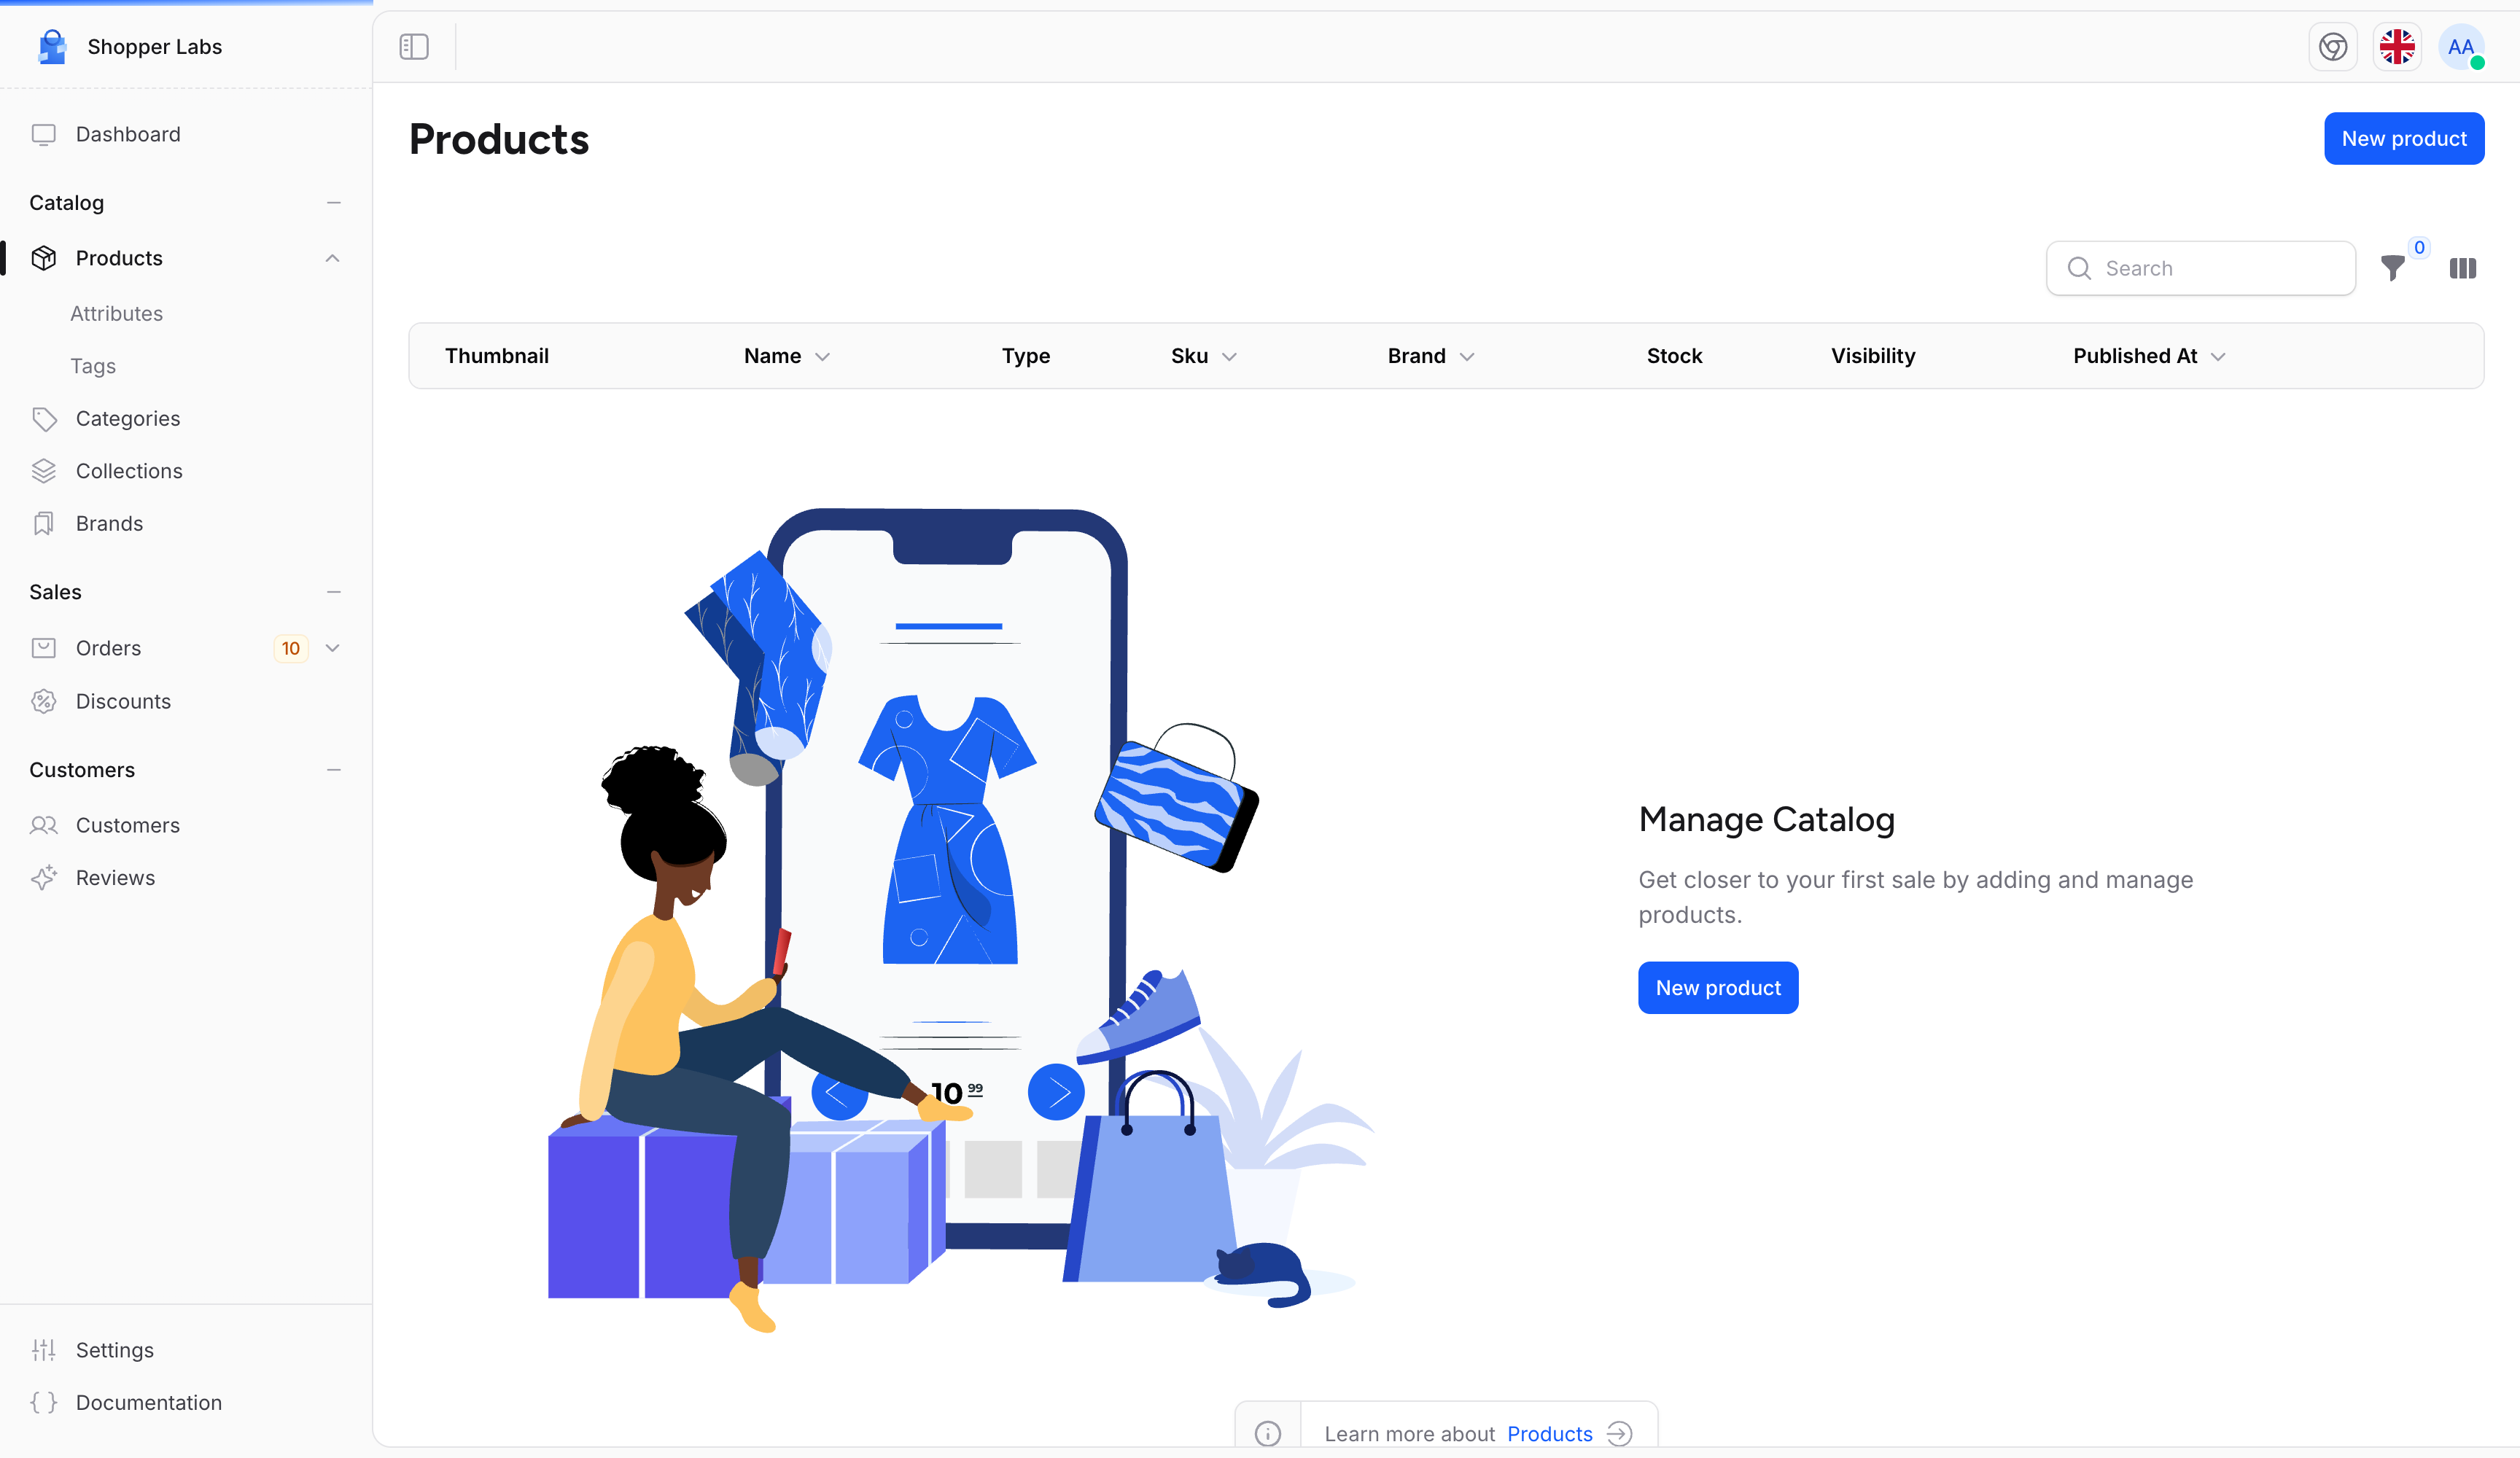 Shopper Labs
AA
Dashboard
Catalog
Products
Attributes
Tags
Categories
Collections
Brands
Sales
Orders 10
Discounts
Customers
Customers
Reviews
Settings
Documentation
Products
New product
Search
0
Thumbnail Name Type Sku Brand Stock Visibility Published At
10 99
Manage Catalog
Get closer to your first sale by adding and manage
products.
New product
Learn more about Products